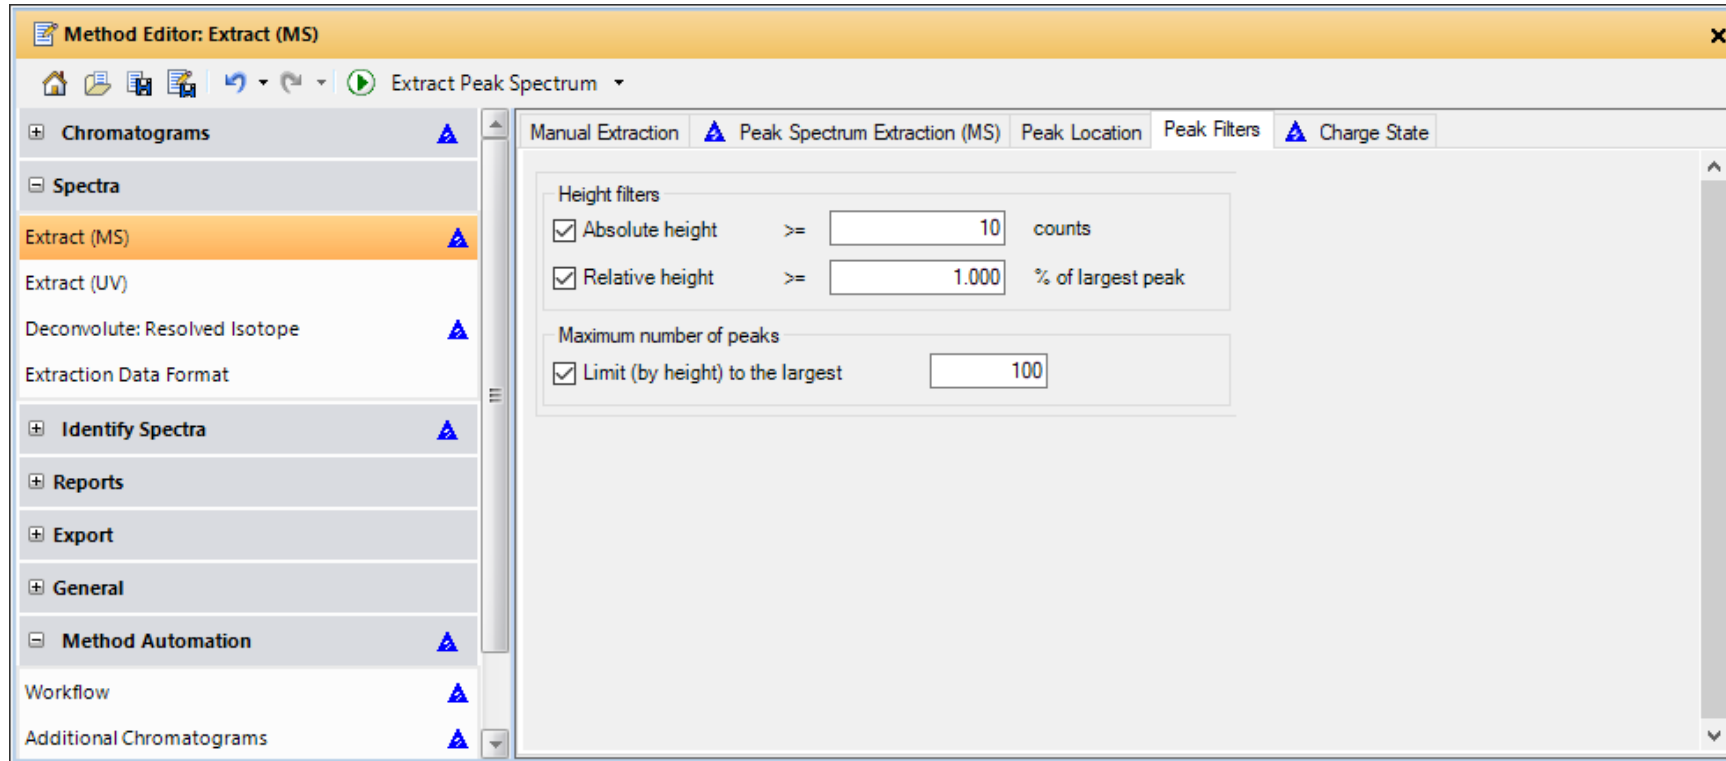 Method Editor: Extract (MS)
Extract Peak Spectrum
Chromatograms
Spectra
Extract (MS)
Extract (UV)
Deconvolute: Resolved Isotope
Extraction Data Format
Identify Spectra
Reports
Export
General
Method Automation
Workflow
Additional Chromatograms
Manual Extraction Peak Spectrum Extraction (MS) Peak Location Peak Filters Charge State
Height filters
Absolute height >= 10 counts
Relative height >= 1.000 % of largest peak
Maximum number of peaks
Limit (by height) to the largest 100